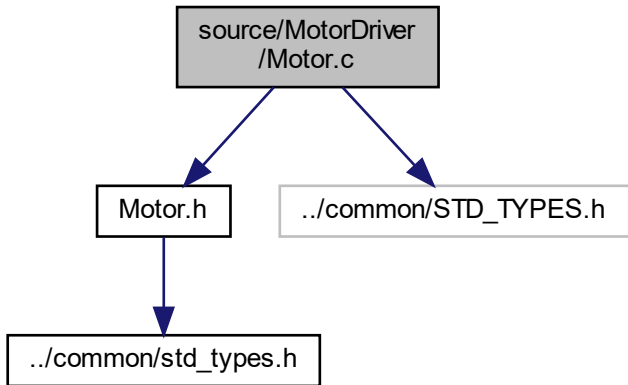 source/MotorDriver
/Motor.c
Motor.h
../common/STD_TYPES.h
../common/std_types.h